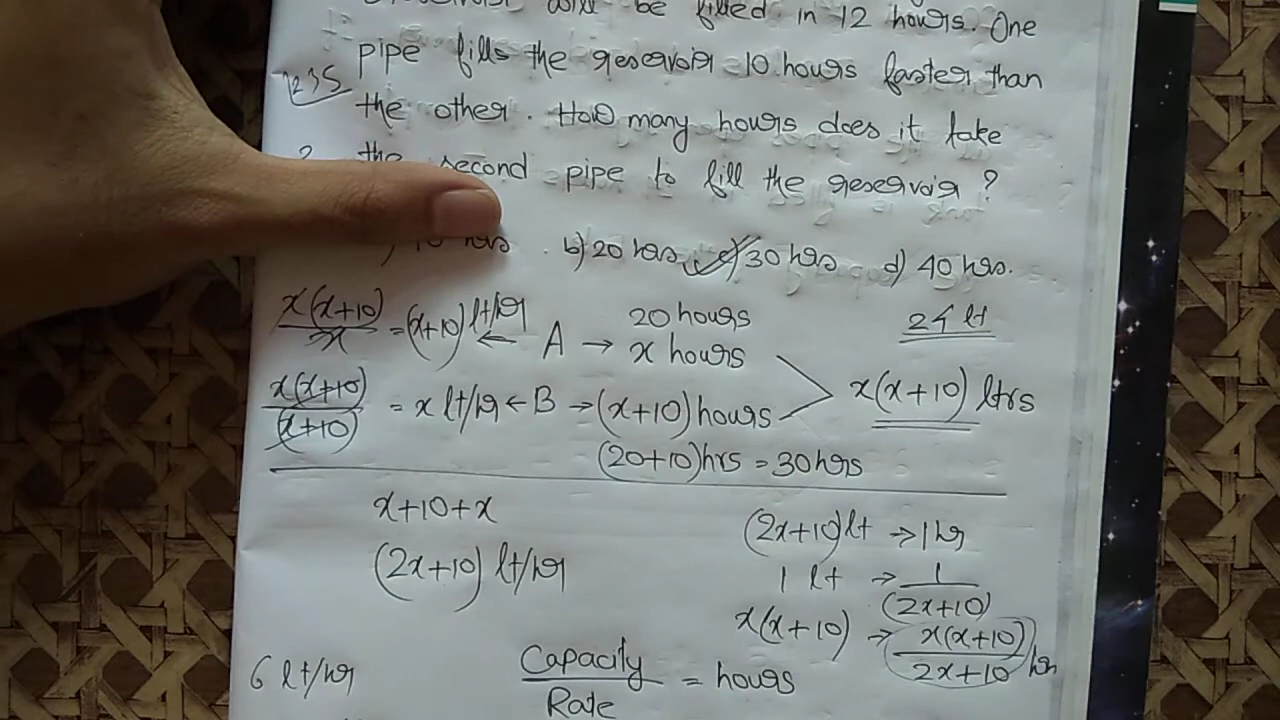 will be filled in 12 hours. One
pipe fills the reservoir 10 hours faster than
1235
the other. How many hours does it take
the second pipe to fill the reservoir?
hrs. b) 20 hrs c) 30 hrs d) 40 hrs.
x(x+10)/x = (x+10) lt/hr ← A → 20 hours
x hours
24 lt
x(x+10)/(x+10) = x lt/hr ← B → (x+10) hours
x(x+10) ltrs
(20+10)hrs = 30hrs
x+10+x
(2x+10) lt/hr
(2x+10)lt → 1 hr
1 lt → 1/(2x+10)
x(x+10) → x(x+10)/2x+10 hr
6 lt/hr
Capacity/Rate = hours